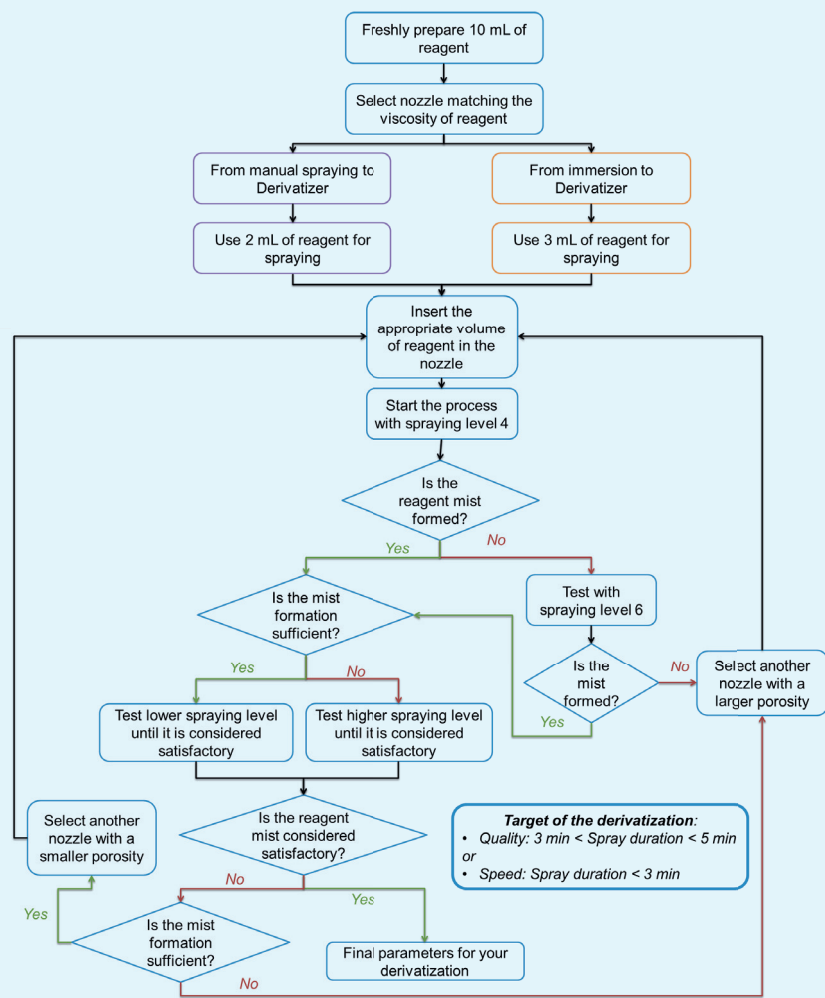 Freshly prepare 10 mL of
reagent
Select nozzle matching the
viscosity of reagent
From manual spraying to
Derivatizer
From immersion to
Derivatizer
Use 2 mL of reagent for
spraying
Use 3 mL of reagent for
spraying
Insert the
appropriate volume
of reagent in the
nozzle
Start the process
with spraying level 4
Is the
reagent mist
formed?
Yes
No
Is the mist
formation
sufficient?
Test with
spraying level 6
Is the
mist
formed?
No
Yes
Select another
nozzle with a
larger porosity
Yes
No
Test lower spraying level
until it is considered
satisfactory
Test higher spraying level
until it is considered
satisfactory
Is the reagent
mist considered
satisfactory?
Select another
nozzle with a
smaller porosity
Target of the derivatization:
• Quality: 3 min < Spray duration < 5 min
or
• Speed: Spray duration < 3 min
No
Yes
Yes
Is the mist
formation
sufficient?
Final parameters for your
derivatization
No